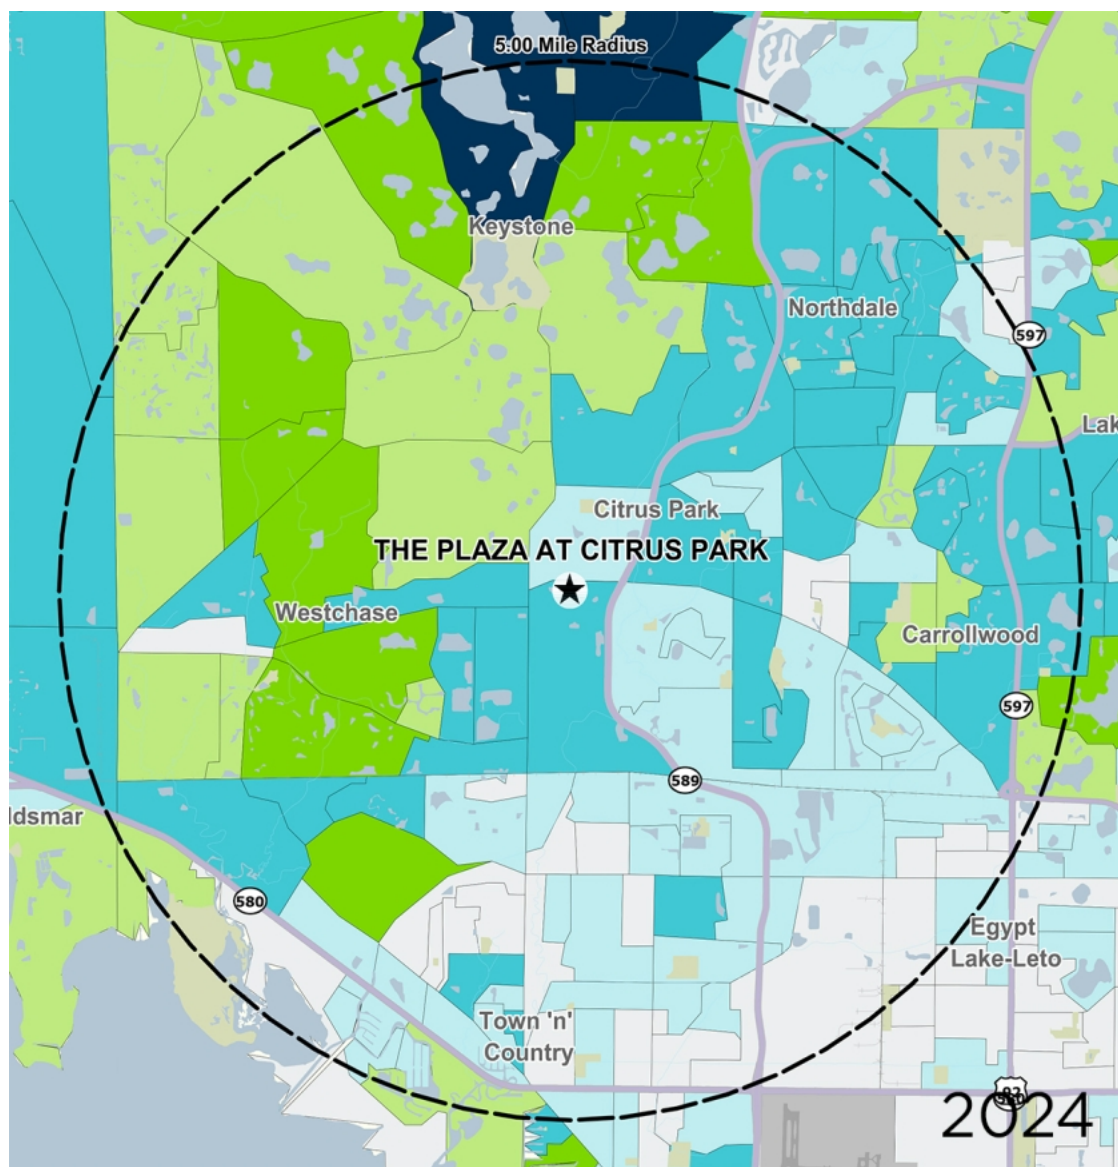 5:00 Mile Radius
Keystone
Northdale
597
Lak
Citrus Park
THE PLAZA AT CITRUS PARK
Westchase
Carrollwood
597
589
ldsmar
580
Egypt
Lake-Leto
Town 'n'
Country
2024